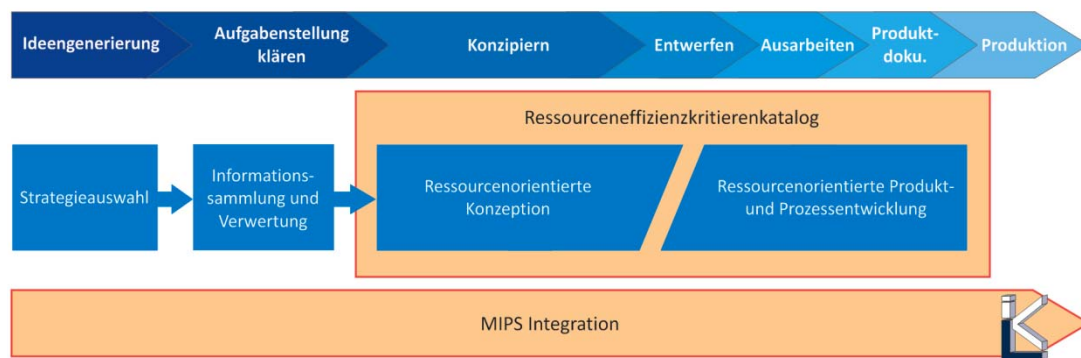 Ideengenerierung
Aufgabenstellung
klären
Konzipiern
Entwerfen
Ausarbeiten
Produkt-
doku.
Produktion
Ressourceneffizienzkritierenkatalog
Strategieauswahl
Informations-
sammlung und
Verwertung
Ressourcenorientierte
Konzeption
Ressourcenorientierte Produkt-
und Prozessentwicklung
MIPS Integration